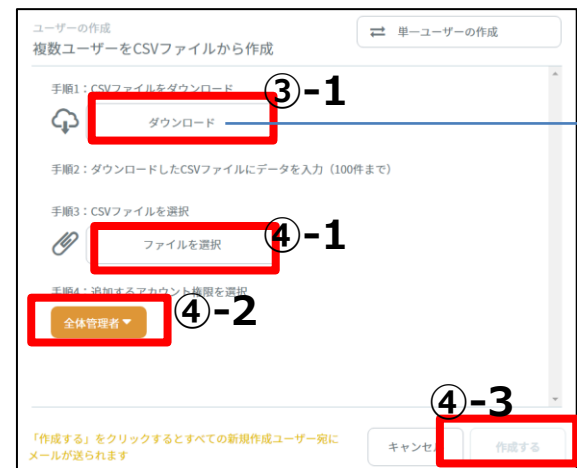 ユーザーの作成
複数ユーザーをCSVファイルから作成
単一ユーザーの作成
手順1：CSVファイルをダウンロード
③-1
ダウンロード
手順2：ダウンロードしたCSVファイルにデータを入力（100件まで）
手順3：CSVファイルを選択
④-1
ファイルを選択
手順4：追加するアカウント権限を選択
④-2
全体管理者
④-3
「作成する」をクリックするとすべての新規作成ユーザー宛に
メールが送られます
キャンセル
作成する